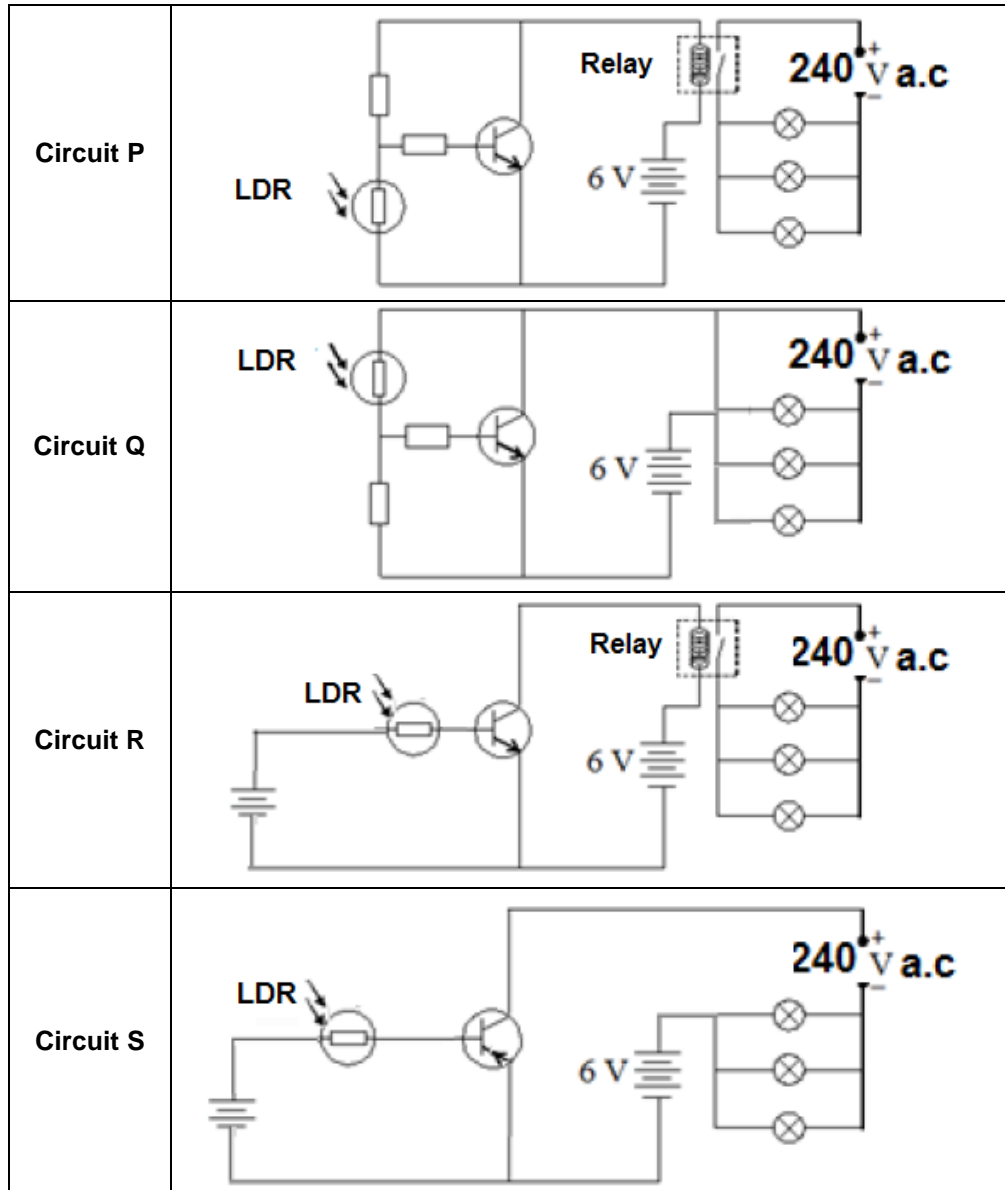 Circuit P
Relay
240 V a.c
+
–
LDR
6 V
Circuit Q
LDR
240 V a.c
+
–
6 V
Circuit R
Relay
240 V a.c
+
–
LDR
6 V
Circuit S
240 V a.c
+
–
LDR
6 V